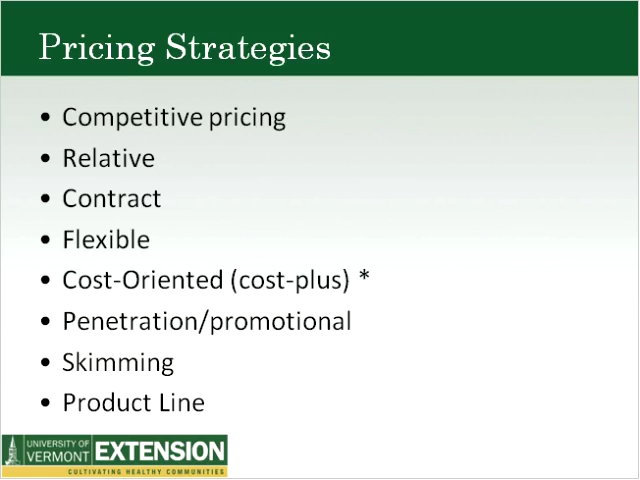 Pricing Strategies
• Competitive pricing
• Relative
• Contract
• Flexible
• Cost-Oriented (cost-plus) *
• Penetration/promotional
• Skimming
• Product Line
UNIVERSITY OF
VERMONT EXTENSION
CULTIVATING HEALTHY COMMUNITIES